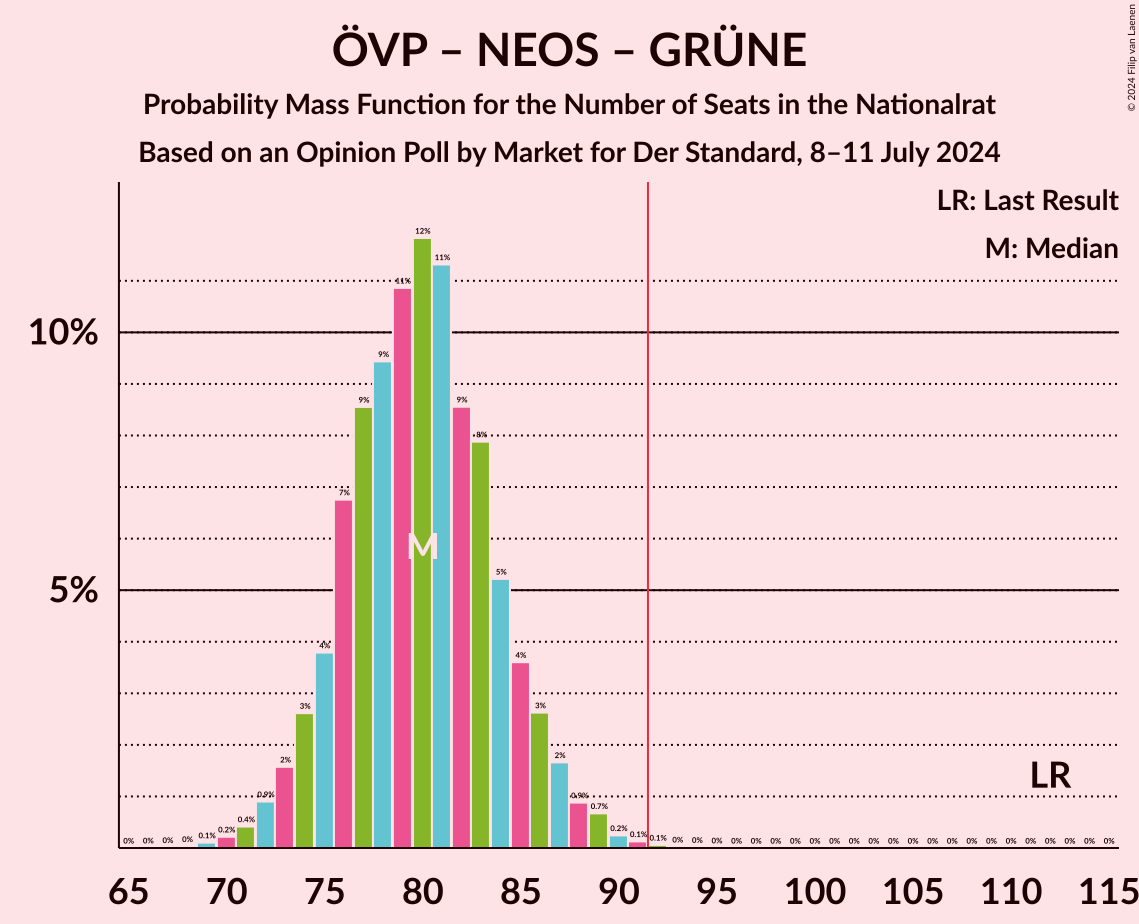 ÖVP – NEOS – GRÜNE
Probability Mass Function for the Number of Seats in the Nationalrat
Based on an Opinion Poll by Market for Der Standard, 8–11 July 2024
© 2024 Filip van Laenen
LR: Last Result
M: Median
10%
5%
0% 0% 0% 0% 0.1% 0.2% 0.4% 0.9% 2% 3% 4% 7% 9% 9% 11% 12% 11% 9% 8% 5% 4% 3% 2% 0.9% 0.7% 0.2% 0.1% 0.1% 0% 0% 0% 0% 0% 0% 0% 0% 0% 0% 0% 0% 0% 0% 0% 0% 0% 0% 0% 0% 0% 0% 0%
M
LR
65 70 75 80 85 90 95 100 105 110 115